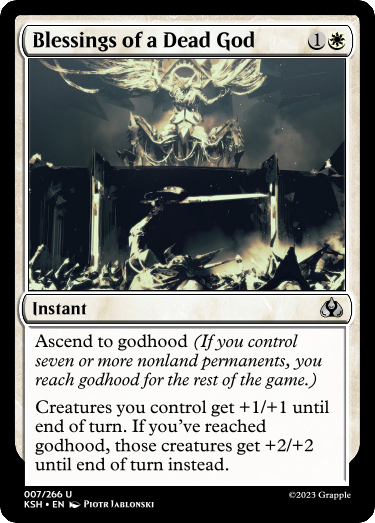 Blessings of a Dead God 1
Instant
Ascend to godhood (If you control
seven or more nonland permanents, you
reach godhood for the rest of the game.)
Creatures you control get +1/+1 until
end of turn. If you’ve reached
godhood, those creatures get +2/+2
until end of turn instead.
007/266 U
KSH • EN Piotr Jablonski
©2023 Grapple